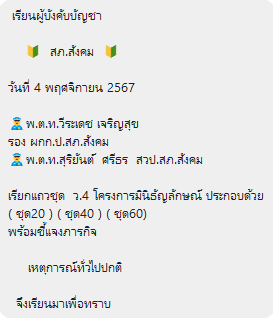 เรียนผู้บังคับบัญชา
🔰 สภ.สังคม 🔰
วันที่ 4 พฤศจิกายน 2567
👮พ.ต.ท.วีระเดช เจริญสุข
รอง ผกก.ป.สภ.สังคม
👮พ.ต.ท.สุริยันต์ ศรีธร สวป.สภ.สังคม
เรียกแถวชุด ว.4 โครงการมินิธัญลักษณ์ ประกอบด้วย
( ชุด20 ) ( ชุด40 ) ( ชุด60)
พร้อมชี้แจงภารกิจ
เหตุการณ์ทั่วไปปกติ
จึงเรียนมาเพื่อทราบ